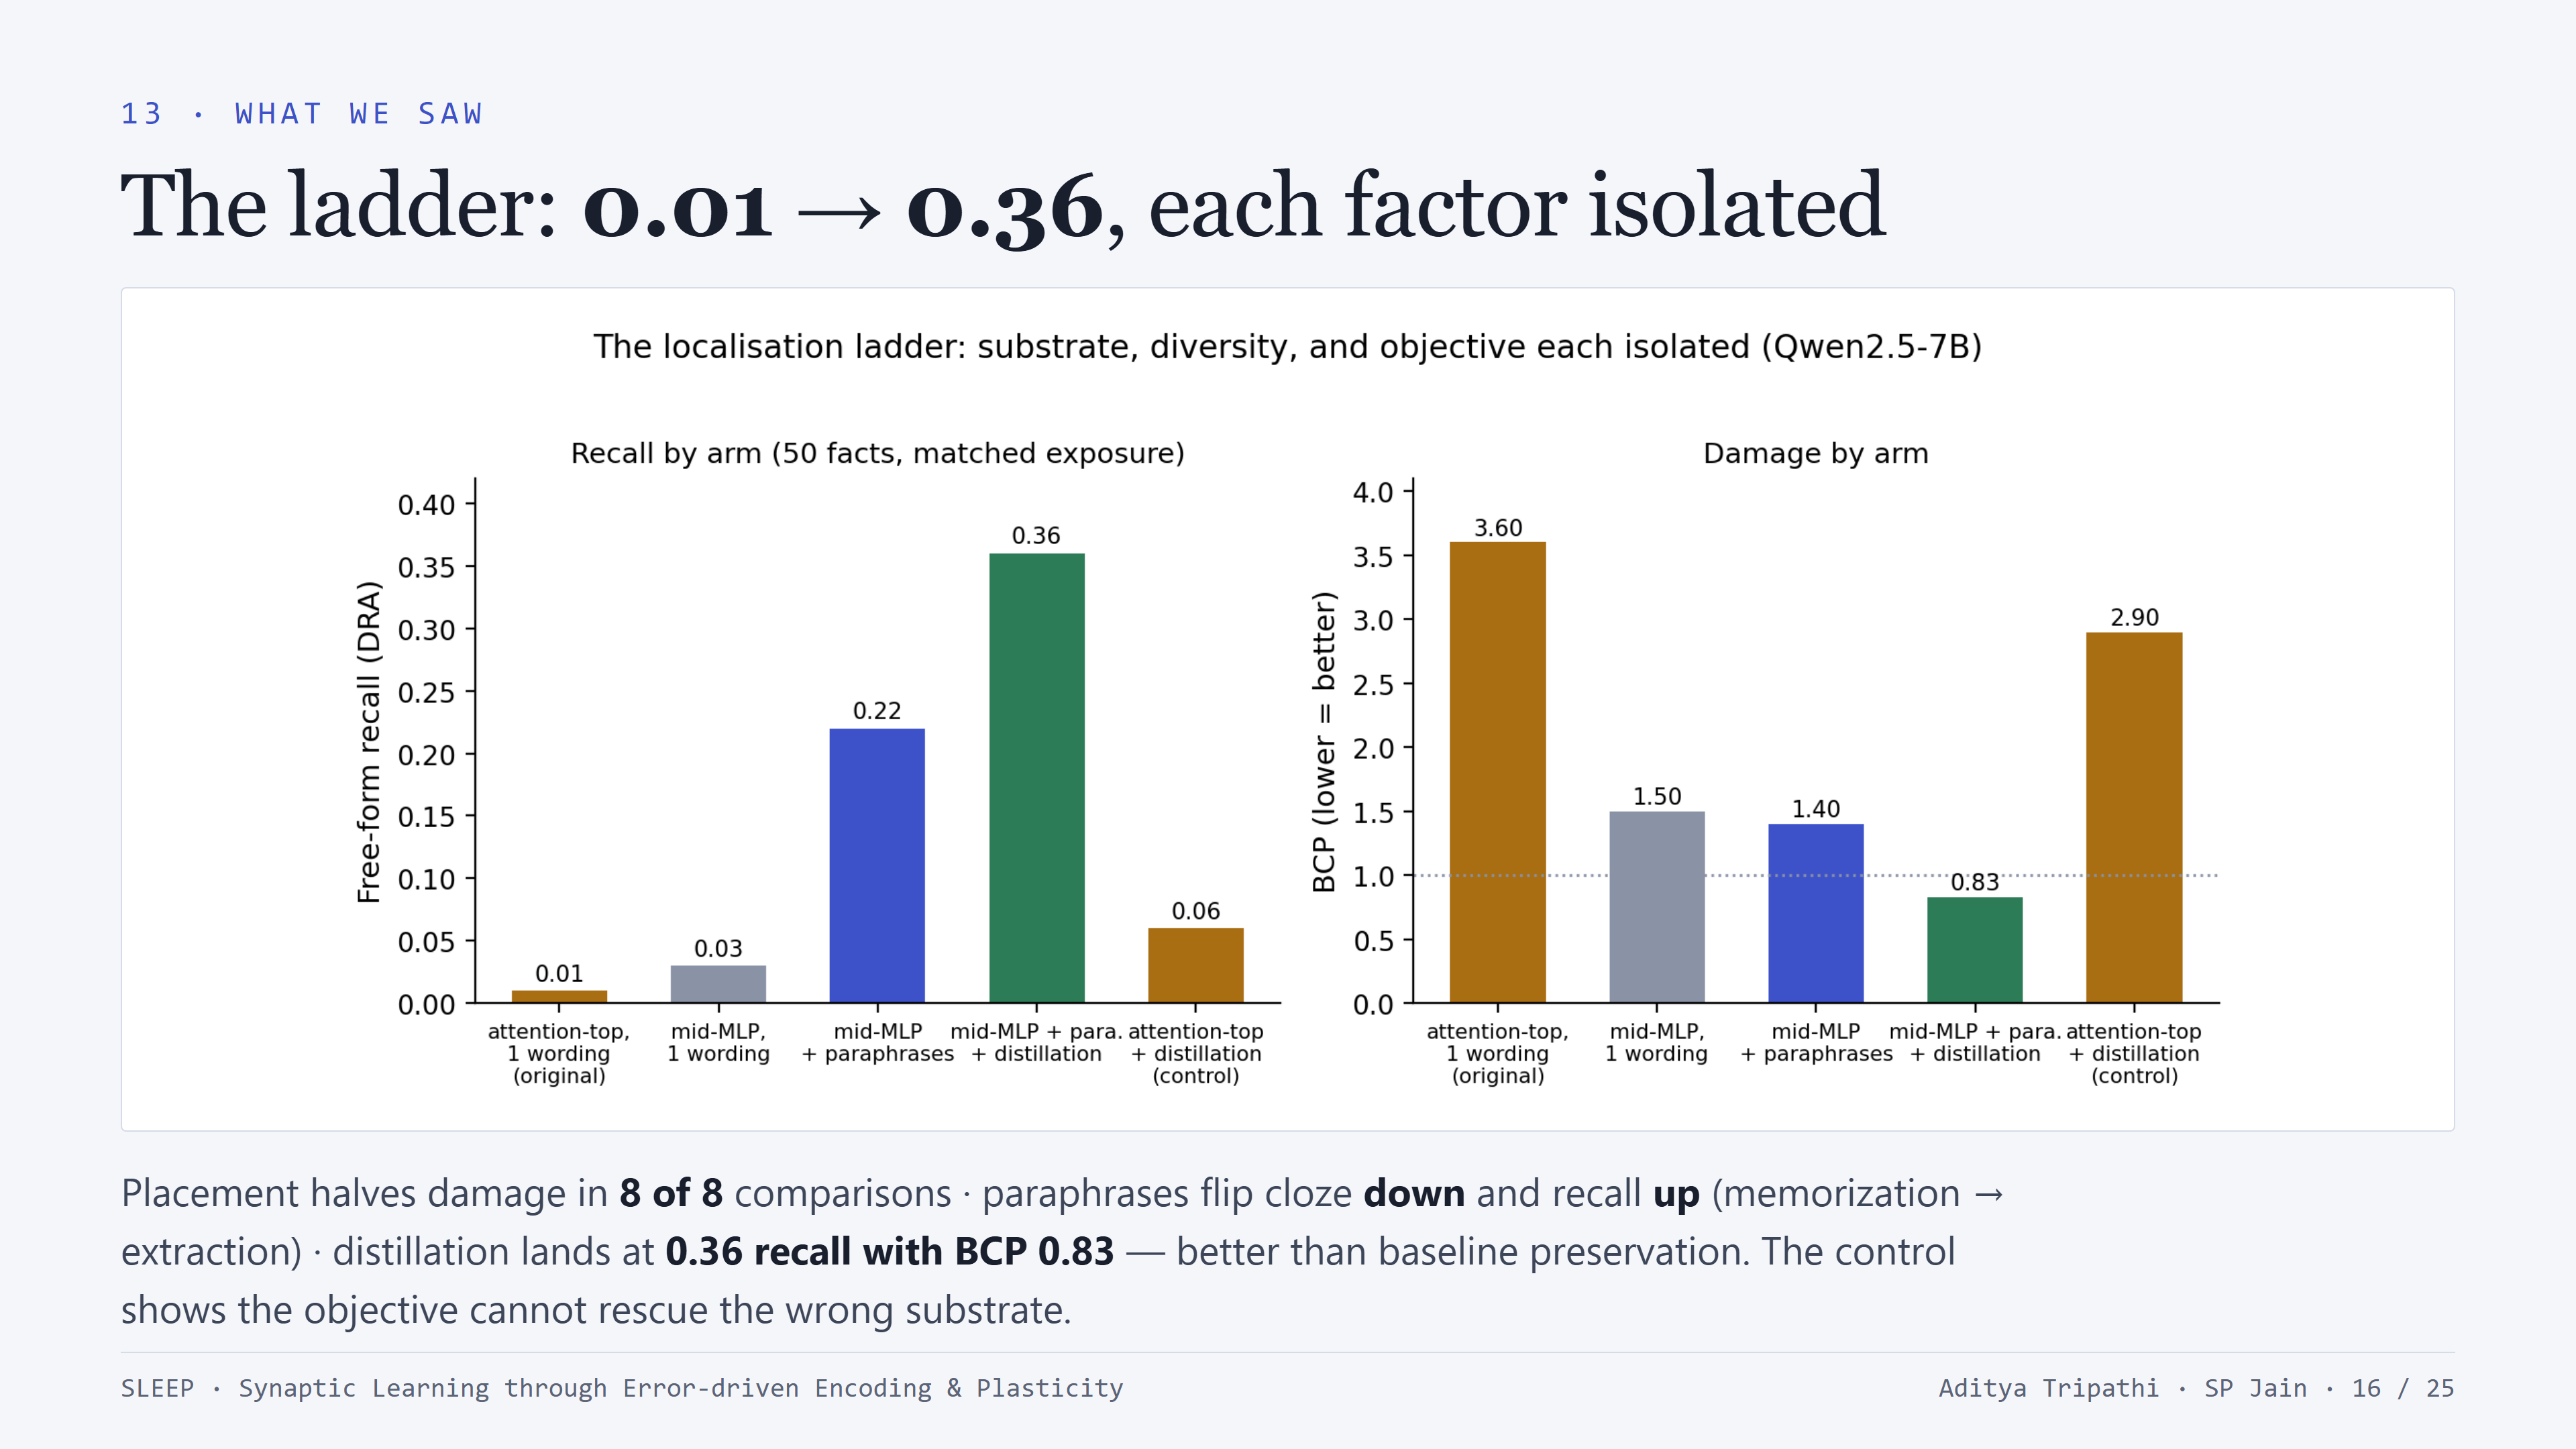 13 · WHAT WE SAW
The ladder: 0.01 → 0.36, each factor isolated
The localisation ladder: substrate, diversity, and objective each isolated (Qwen2.5-7B)
Recall by arm (50 facts, matched exposure)
Free-form recall (DRA)
0.40
0.35
0.30
0.25
0.20
0.15
0.10
0.05
0.00
0.01
0.03
0.22
0.36
0.06
attention-top,
1 wording
(original)
mid-MLP,
1 wording
mid-MLP
+ paraphrases
mid-MLP + para.
+ distillation
attention-top
+ distillation
(control)
Damage by arm
BCP (lower = better)
4.0
3.5
3.0
2.5
2.0
1.5
1.0
0.5
0.0
3.60
1.50
1.40
0.83
2.90
attention-top,
1 wording
(original)
mid-MLP,
1 wording
mid-MLP
+ paraphrases
mid-MLP + para.
+ distillation
attention-top
+ distillation
(control)
Placement halves damage in 8 of 8 comparisons · paraphrases flip cloze down and recall up (memorization →
extraction) · distillation lands at 0.36 recall with BCP 0.83 — better than baseline preservation. The control
shows the objective cannot rescue the wrong substrate.
SLEEP · Synaptic Learning through Error-driven Encoding & Plasticity
Aditya Tripathi · SP Jain · 16 / 25